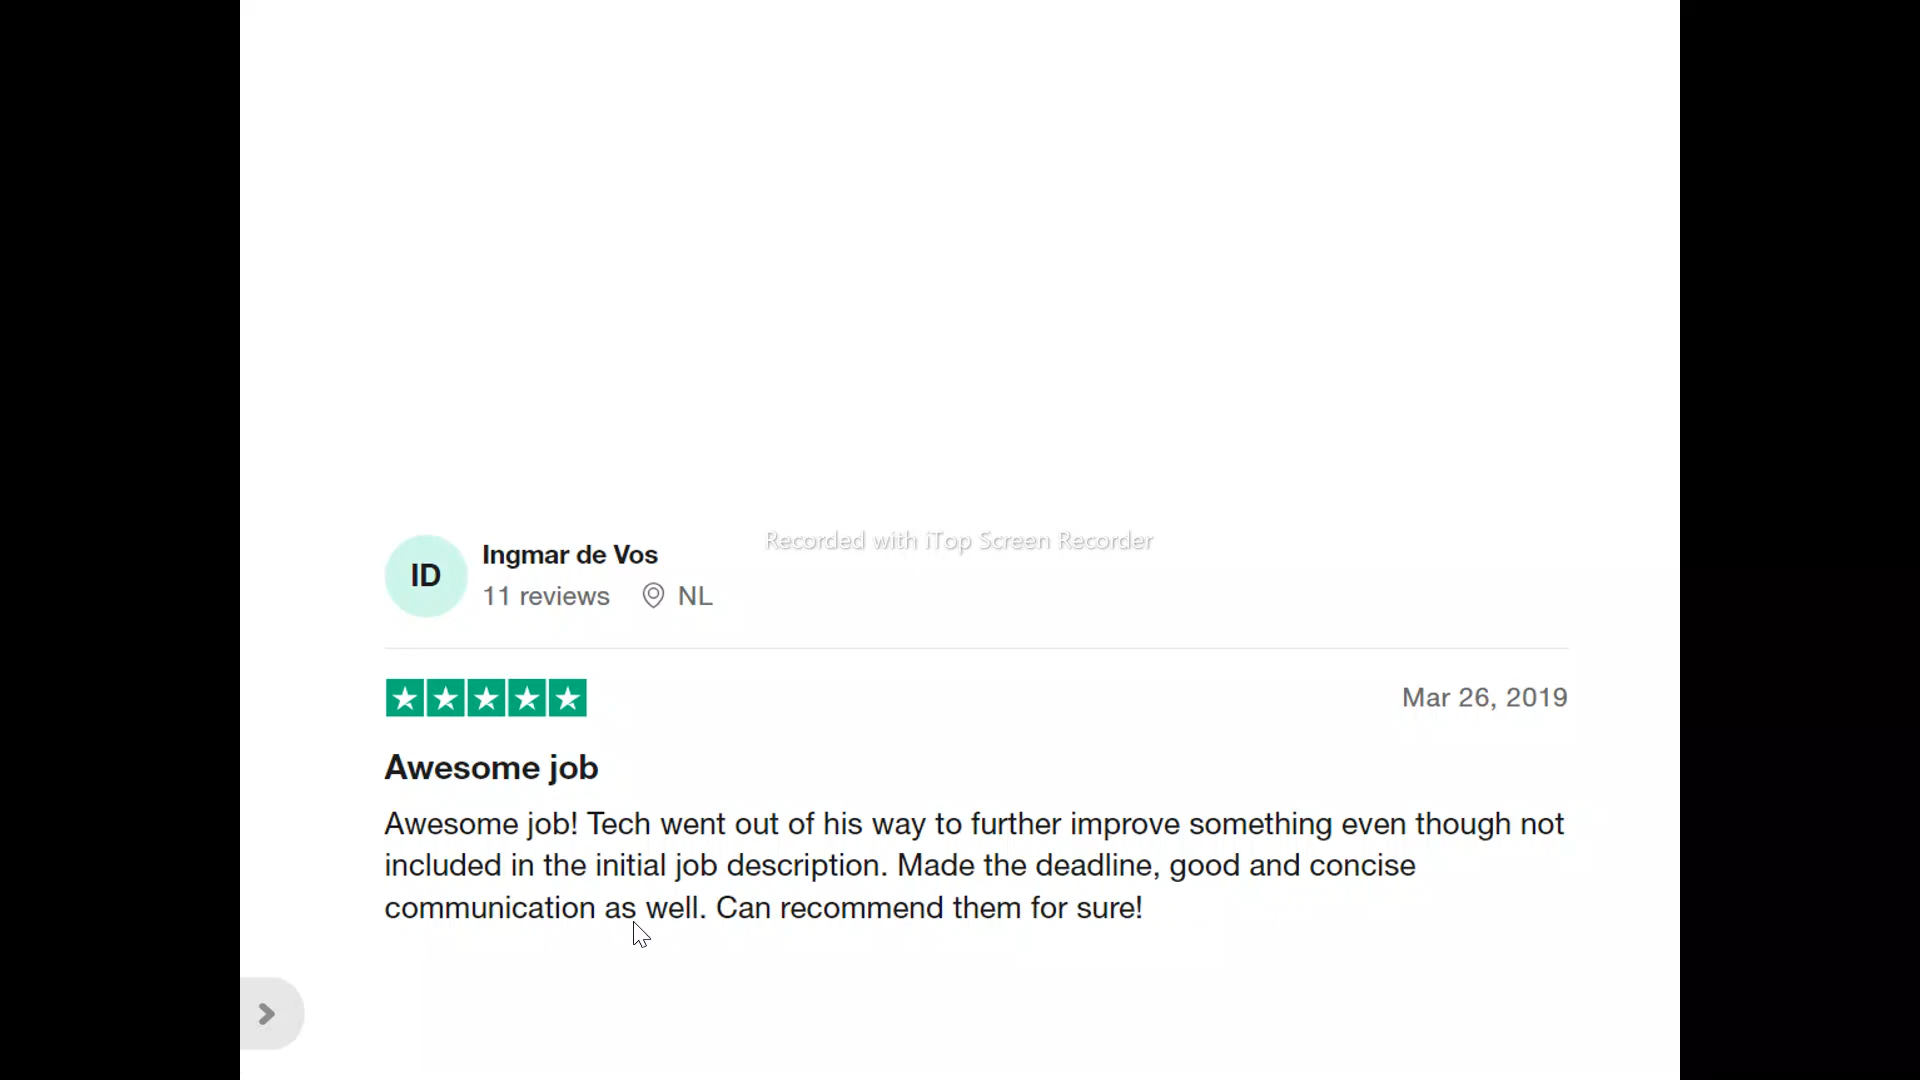 Recorded with iTop Screen Recorder
ID
Ingmar de Vos
11 reviews NL
Mar 26, 2019
Awesome job
Awesome job! Tech went out of his way to further improve something even though not
included in the initial job description. Made the deadline, good and concise
communication as well. Can recommend them for sure!